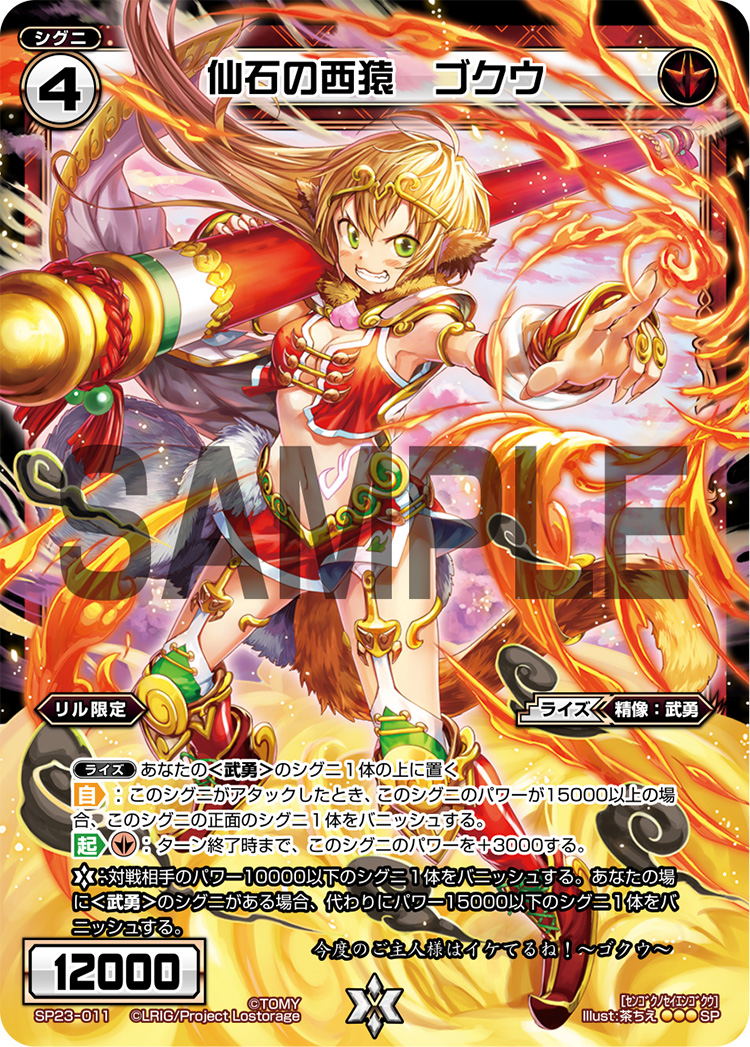 シグニ
4
仙石の西猿 ゴクウ
SAMPLE
リル限定
ライズ 精像:武勇
ライズ あなたの<武勇>のシグニ1体の上に置く
自:このシグニがアタックしたとき、このシグニのパワーが15000以上の場
合、このシグニの正面のシグニ1体をバニッシュする。
起:ターン終了時まで、このシグニのパワーを+3000する。
:対戦相手のパワー10000以下のシグニ1体をバニッシュする。あなたの場
に<武勇>のシグニがある場合、代わりにパワー15000以下のシグニ1体をバ
ニッシュする。
今度のご主人様はイケてるね!~ゴクウ~
12000
©TOMY
SP23-011 ©LRIG/Project Lostorage
[センゴクノセイエンゴクウ]
Illust:茶ちえ SP